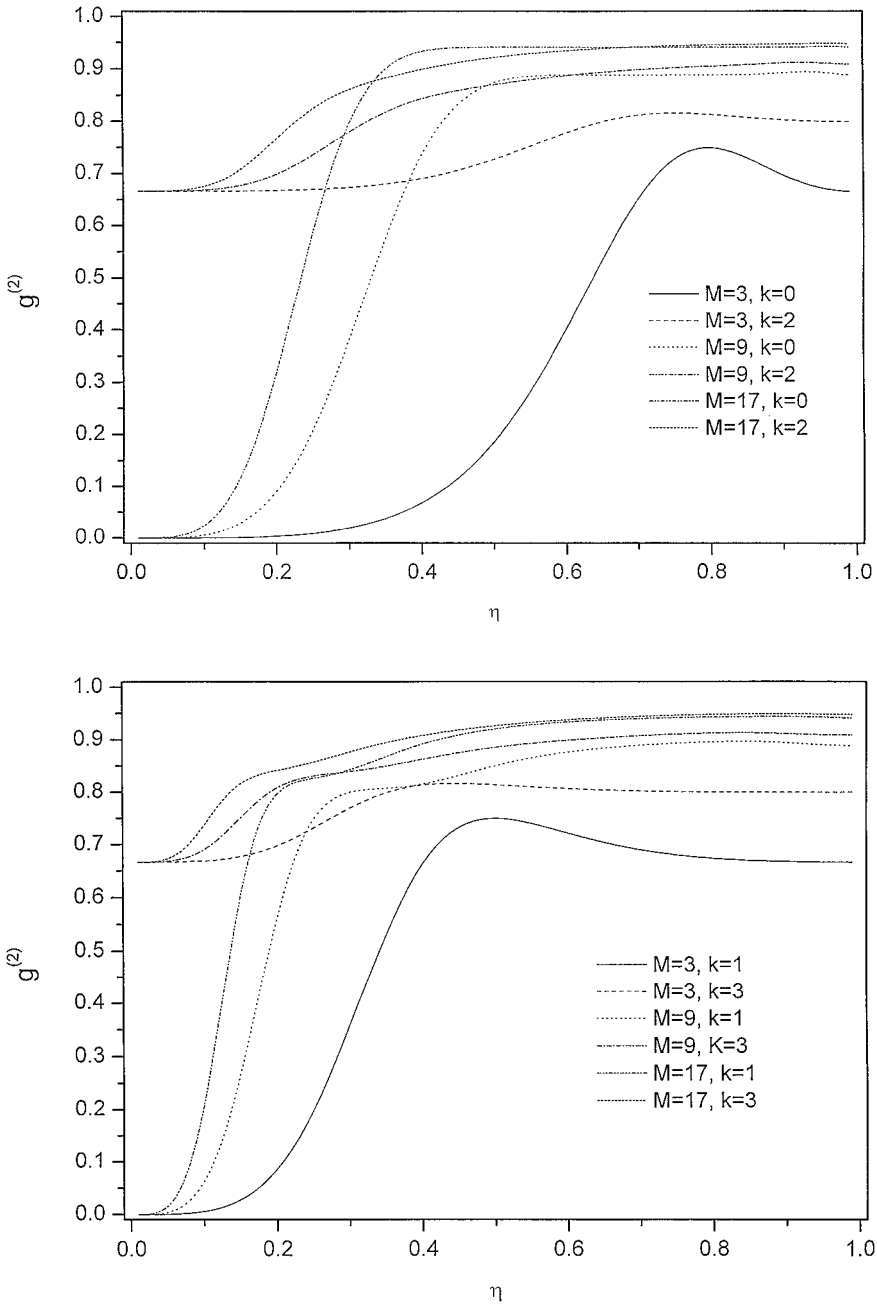 1.0
0.9
0.8
0.7
0.6
0.5
0.4
0.3
0.2
0.1
0.0
g(2)
M=3, k=0
M=3, k=2
M=9, k=0
M=9, k=2
M=17, k=0
M=17, k=2
0.0 0.2 0.4 0.6 0.8 1.0
η
1.0
0.9
0.8
0.7
0.6
0.5
0.4
0.3
0.2
0.1
0.0
g(2)
M=3, k=1
M=3, k=3
M=9, k=1
M=9, K=3
M=17, k=1
M=17, k=3
0.0 0.2 0.4 0.6 0.8 1.0
η